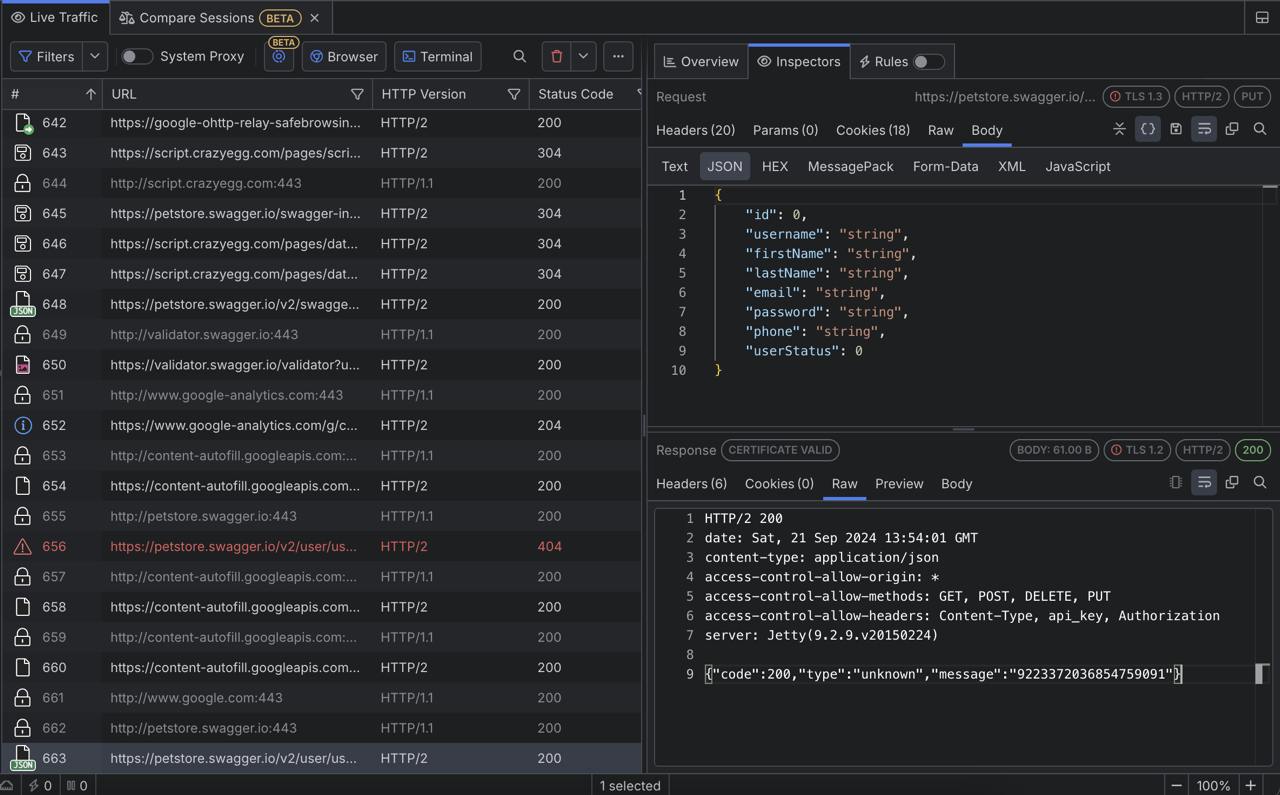 Live Traffic Compare Sessions BETA
Filters System Proxy BETA Browser Terminal
# URL HTTP Version Status Code
642 https://google-ohttp-relay-safebrowsin... HTTP/2 200
643 https://script.crazyegg.com/pages/scri... HTTP/2 304
644 http://script.crazyegg.com:443 HTTP/1.1 200
645 https://petstore.swagger.io/swagger-in... HTTP/2 304
646 https://script.crazyegg.com/pages/dat... HTTP/2 304
647 https://script.crazyegg.com/pages/dat... HTTP/2 304
JSON 648 https://petstore.swagger.io/v2/swagge... HTTP/2 200
649 http://validator.swagger.io:443 HTTP/1.1 200
650 https://validator.swagger.io/validator?u... HTTP/2 200
651 http://www.google-analytics.com:443 HTTP/1.1 200
652 https://www.google-analytics.com/g/c... HTTP/2 204
653 http://content-autofill.googleapis.com:... HTTP/1.1 200
654 https://content-autofill.googleapis.com... HTTP/2 200
655 http://petstore.swagger.io:443 HTTP/1.1 200
656 https://petstore.swagger.io/v2/user/us... HTTP/2 404
657 http://content-autofill.googleapis.com:... HTTP/1.1 200
658 https://content-autofill.googleapis.com... HTTP/2 200
659 http://content-autofill.googleapis.com:... HTTP/1.1 200
660 https://content-autofill.googleapis.com... HTTP/2 200
661 http://www.google.com:443 HTTP/1.1 200
662 http://petstore.swagger.io:443 HTTP/1.1 200
JSON 663 https://petstore.swagger.io/v2/user/us... HTTP/2 200
Overview Inspectors Rules
Request https://petstore.swagger.io/... TLS 1.3 HTTP/2 PUT
Headers (20) Params (0) Cookies (18) Raw Body
Text JSON HEX MessagePack Form-Data XML JavaScript
1 {
2 "id": 0,
3 "username": "string",
4 "firstName": "string",
5 "lastName": "string",
6 "email": "string",
7 "password": "string",
8 "phone": "string",
9 "userStatus": 0
10 }
Response CERTIFICATE VALID BODY: 61.00 B TLS 1.2 HTTP/2 200
Headers (6) Cookies (0) Raw Preview Body
1 HTTP/2 200
2 date: Sat, 21 Sep 2024 13:54:01 GMT
3 content-type: application/json
4 access-control-allow-origin: *
5 access-control-allow-methods: GET, POST, DELETE, PUT
6 access-control-allow-headers: Content-Type, api_key, Authorization
7 server: Jetty(9.2.9.v20150224)
8
9 {"code":200,"type":"unknown","message":"9223372036854759091"}
0 0 1 selected 100%